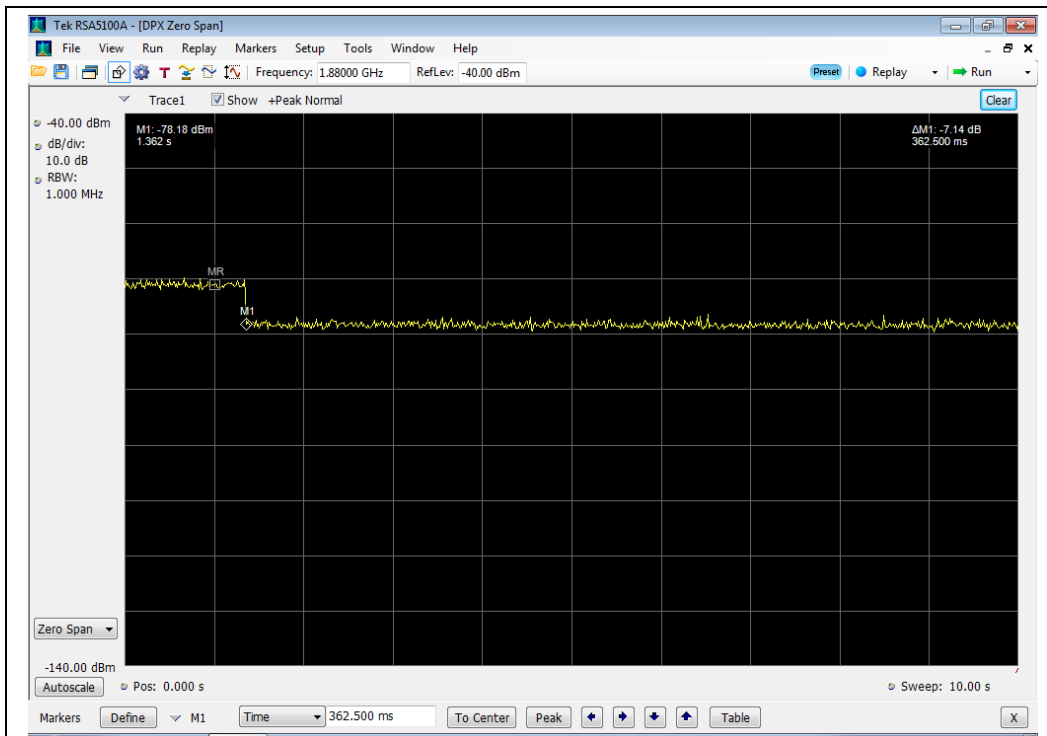 Tek RSA5100A - [DPX Zero Span]
File View Run Replay Markers Setup Tools Window Help
T Frequency: 1.88000 GHz RefLev: -40.00 dBm Preset Replay Run
Trace1 Show +Peak Normal Clear
-40.00 dBm
dB/div:
10.0 dB
RBW:
1.000 MHz
M1: -78.18 dBm
1.362 s
ΔM1: -7.14 dB
362.500 ms
MR
M1
Zero Span
-140.00 dBm
Autoscale Pos: 0.000 s Sweep: 10.00 s
Markers Define M1 Time 362.500 ms To Center Peak Table X